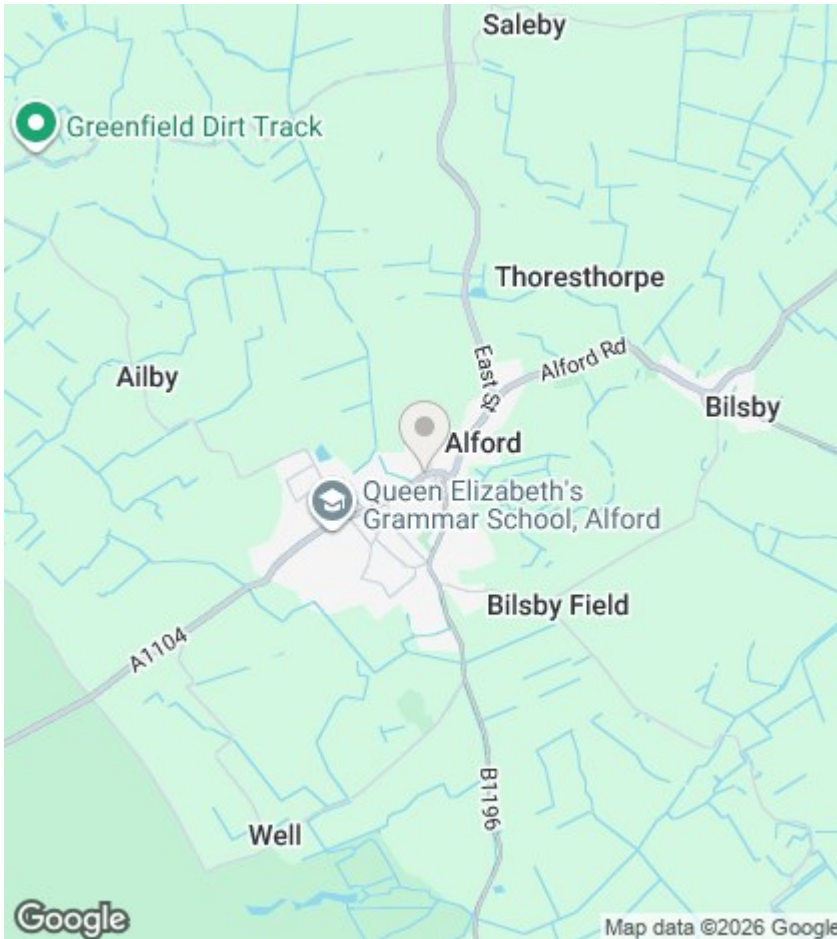 Saleby
Greenfield Dirt Track
Thoresthorpe
East St
Alford Rd
Ailby
Bilsby
Alford
Queen Elizabeth's
Grammar School, Alford
Bilsby Field
A1104
B1196
Well
Google
Map data ©2026 Google